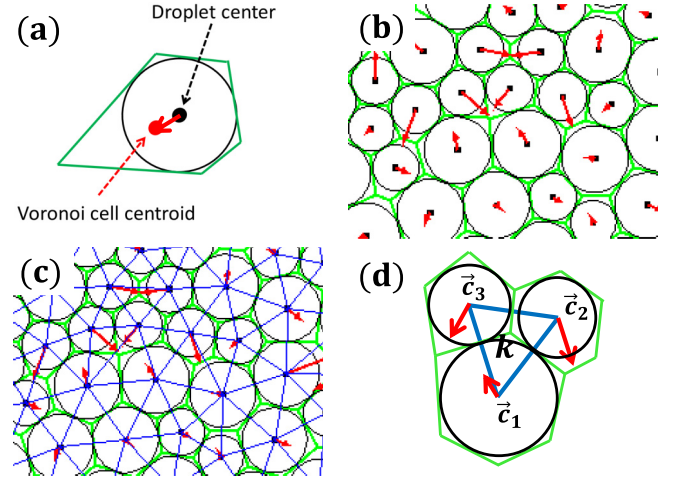 (a)
Droplet center
Voronoi cell centroid
(b)
(c)
(d)
c⃗₃
c⃗₂
k
c⃗₁